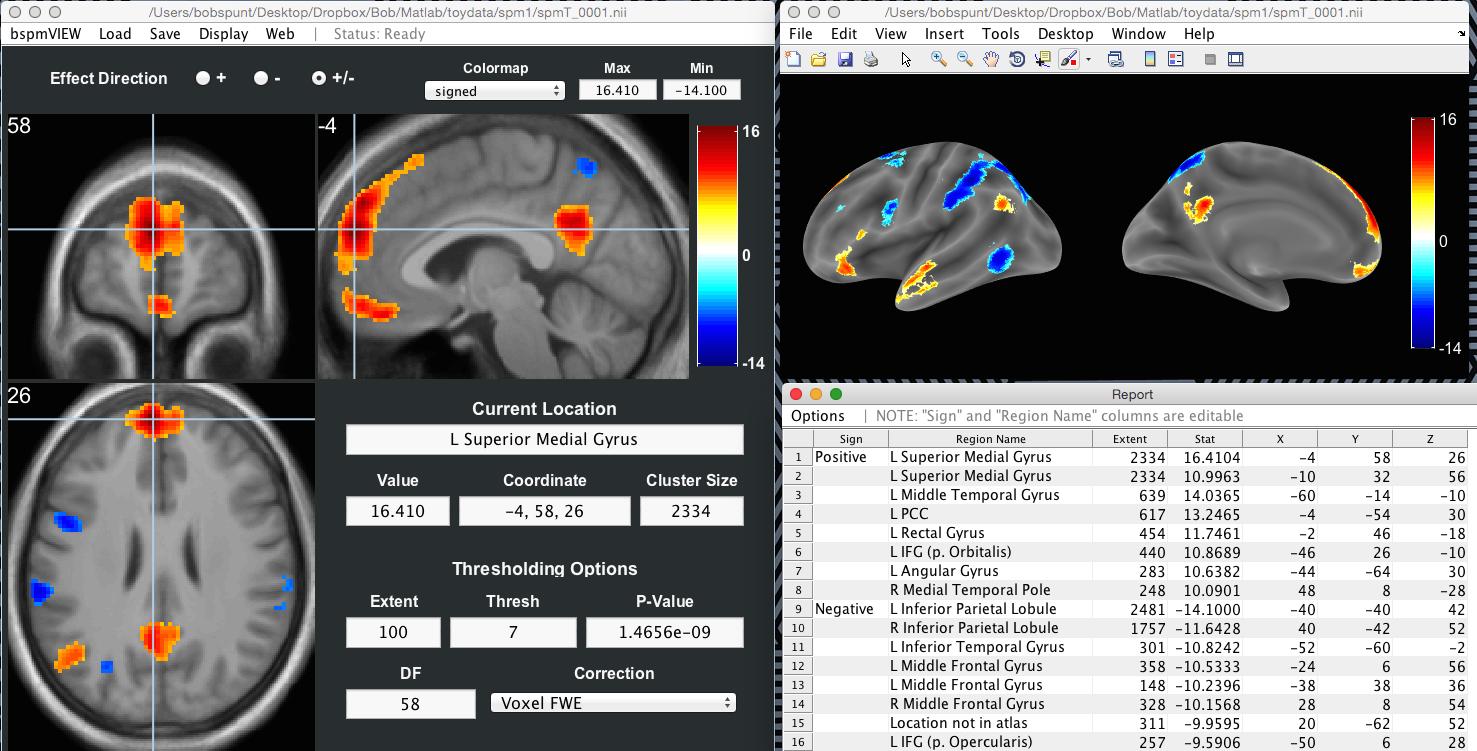 /Users/bobspunt/Desktop/Dropbox/Bob/Matlab/toydata/spm1/spmT_0001.nii
bspmVIEW Load Save Display Web | Status: Ready
Effect Direction + - +/-
Colormap Max Min
signed 16.410 -14.100
58
-4
16
0
-14
26
Current Location
L Superior Medial Gyrus
Value Coordinate Cluster Size
16.410 -4, 58, 26 2334
Thresholding Options
Extent Thresh P-Value
100 7 1.4656e-09
DF Correction
58 Voxel FWE
/Users/bobspunt/Desktop/Dropbox/Bob/Matlab/toydata/spm1/spmT_0001.nii
File Edit View Insert Tools Desktop Window Help
16
0
-14
Report
Options | NOTE: "Sign" and "Region Name" columns are editable
Sign Region Name Extent Stat X Y Z
1 Positive L Superior Medial Gyrus 2334 16.4104 -4 58 26
2 L Superior Medial Gyrus 2334 10.9963 -10 32 56
3 L Middle Temporal Gyrus 639 14.0365 -60 -14 -10
4 L PCC 617 13.2465 -4 -54 30
5 L Rectal Gyrus 454 11.7461 -2 46 -18
6 L IFG (p. Orbitalis) 440 10.8689 -46 26 -10
7 L Angular Gyrus 283 10.6382 -44 -64 30
8 R Medial Temporal Pole 248 10.0901 48 8 -28
9 Negative L Inferior Parietal Lobule 2481 -14.1000 -40 -40 42
10 R Inferior Parietal Lobule 1757 -11.6428 40 -42 52
11 L Inferior Temporal Gyrus 301 -10.8242 -52 -60 -2
12 L Middle Frontal Gyrus 358 -10.5333 -24 6 56
13 L Middle Frontal Gyrus 148 -10.2396 -38 38 36
14 R Middle Frontal Gyrus 328 -10.1568 28 8 54
15 Location not in atlas 311 -9.9595 20 -62 52
16 L IFG (p. Opercularis) 257 -9.5906 -50 6 28